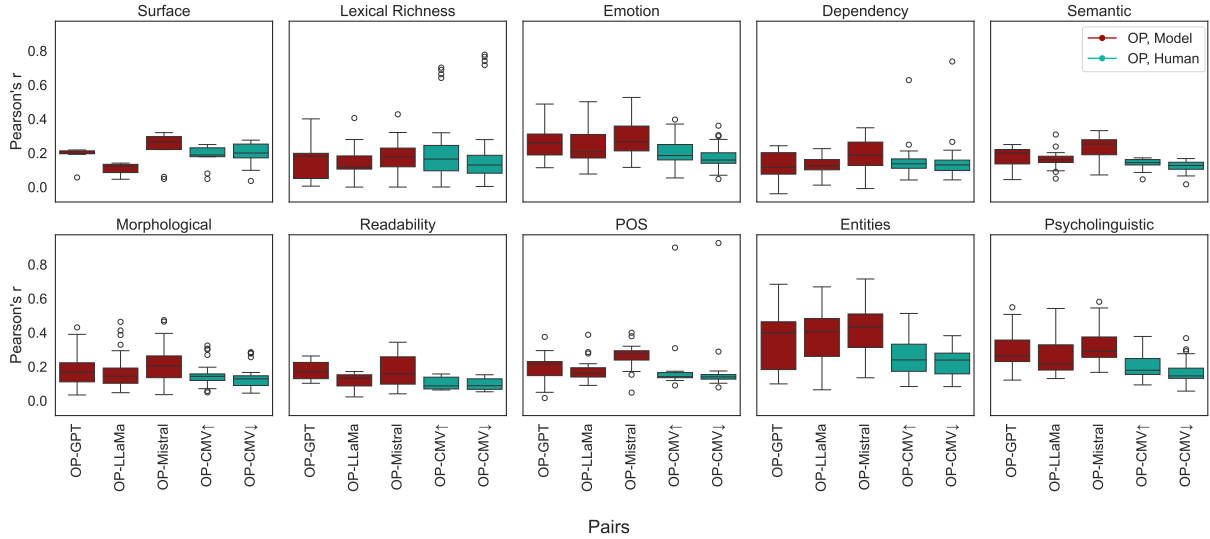 Surface
Lexical Richness
Emotion
Dependency
Semantic
Pearson's r
0.8
0.6
0.4
0.2
0.0
OP, Model
OP, Human
Morphological
Readability
POS
Entities
Psycholinguistic
Pearson's r
0.8
0.6
0.4
0.2
0.0
OP-GPT
OP-LLaMa
OP-Mistral
OP-CMV↑
OP-CMV↓
OP-GPT
OP-LLaMa
OP-Mistral
OP-CMV↑
OP-CMV↓
OP-GPT
OP-LLaMa
OP-Mistral
OP-CMV↑
OP-CMV↓
OP-GPT
OP-LLaMa
OP-Mistral
OP-CMV↑
OP-CMV↓
OP-GPT
OP-LLaMa
OP-Mistral
OP-CMV↑
OP-CMV↓
Pairs